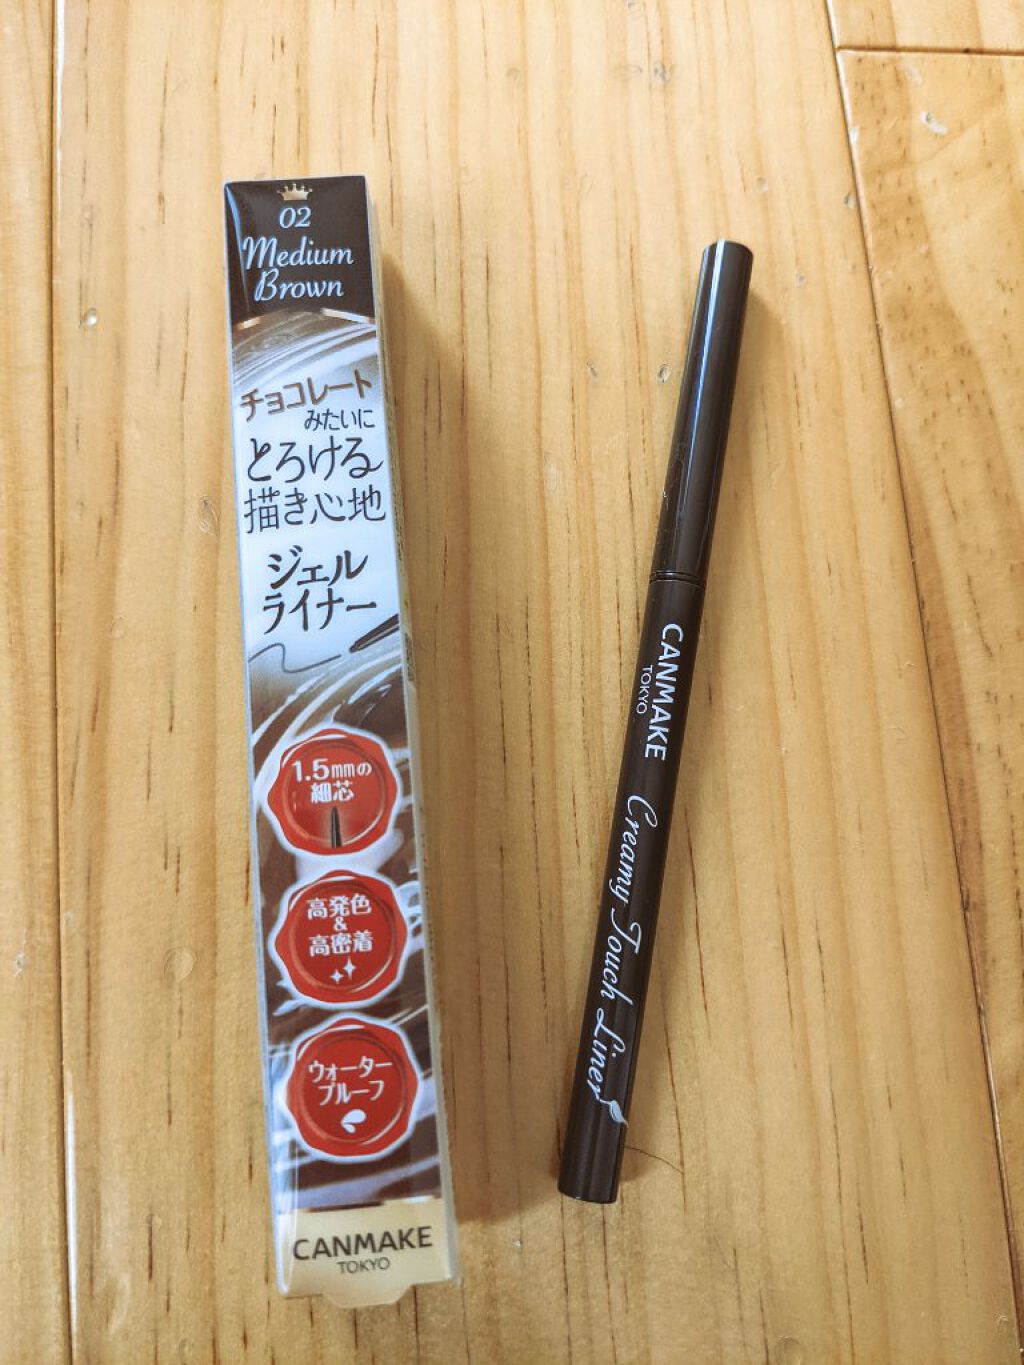 02
Medium
Brown
チョコレート
みたいに
とろける
描き心地
ジェル
ライナー
1.5mmの
細芯
高発色
&
高密着
ウォーター
プルーフ
CANMAKE
TOKYO
CANMAKE
TOKYO
Creamy Touch Liner